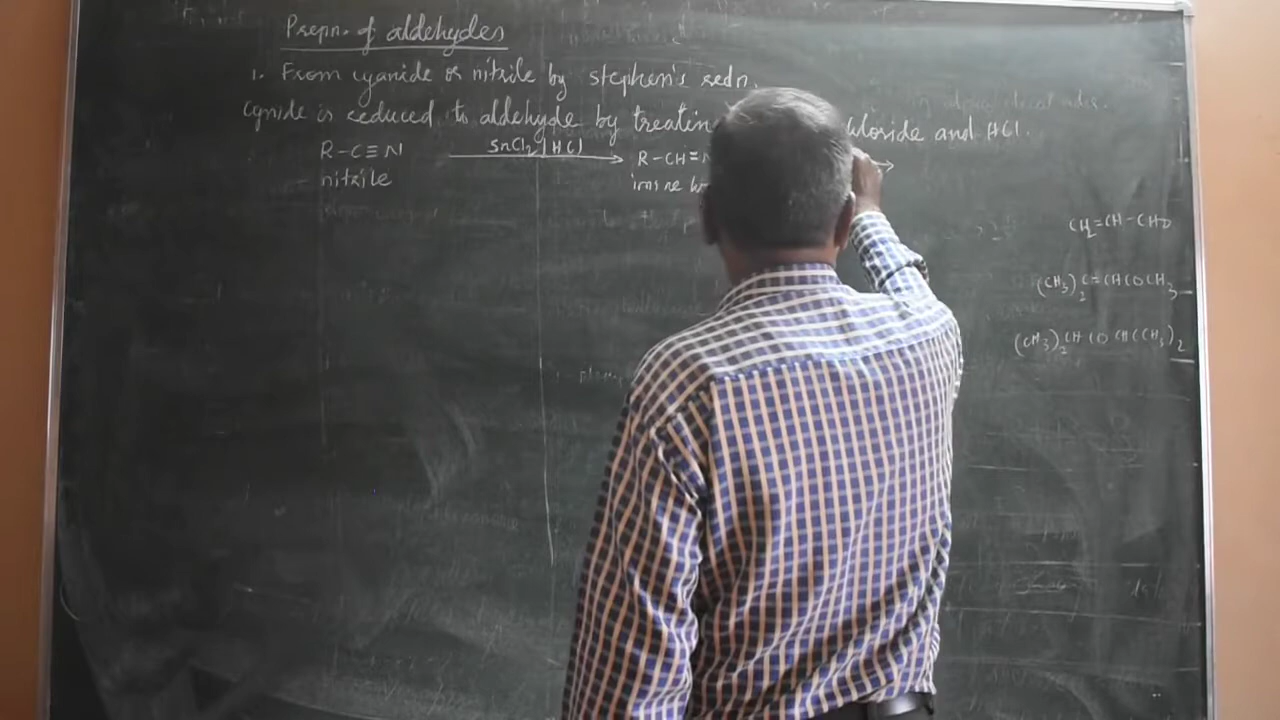 Prepn. of aldehydes
1. From cyanide or nitrile by stephen's redn.
Cynide is reduced to aldehyde by treatin loride and HCl.
R-C≡N SnCl2/HCl R-CH=N
nitrile imine
CH2=CH-CHO
(CH3)2C=CHCOCH3
(CH3)2CH CO CH(CH3)2